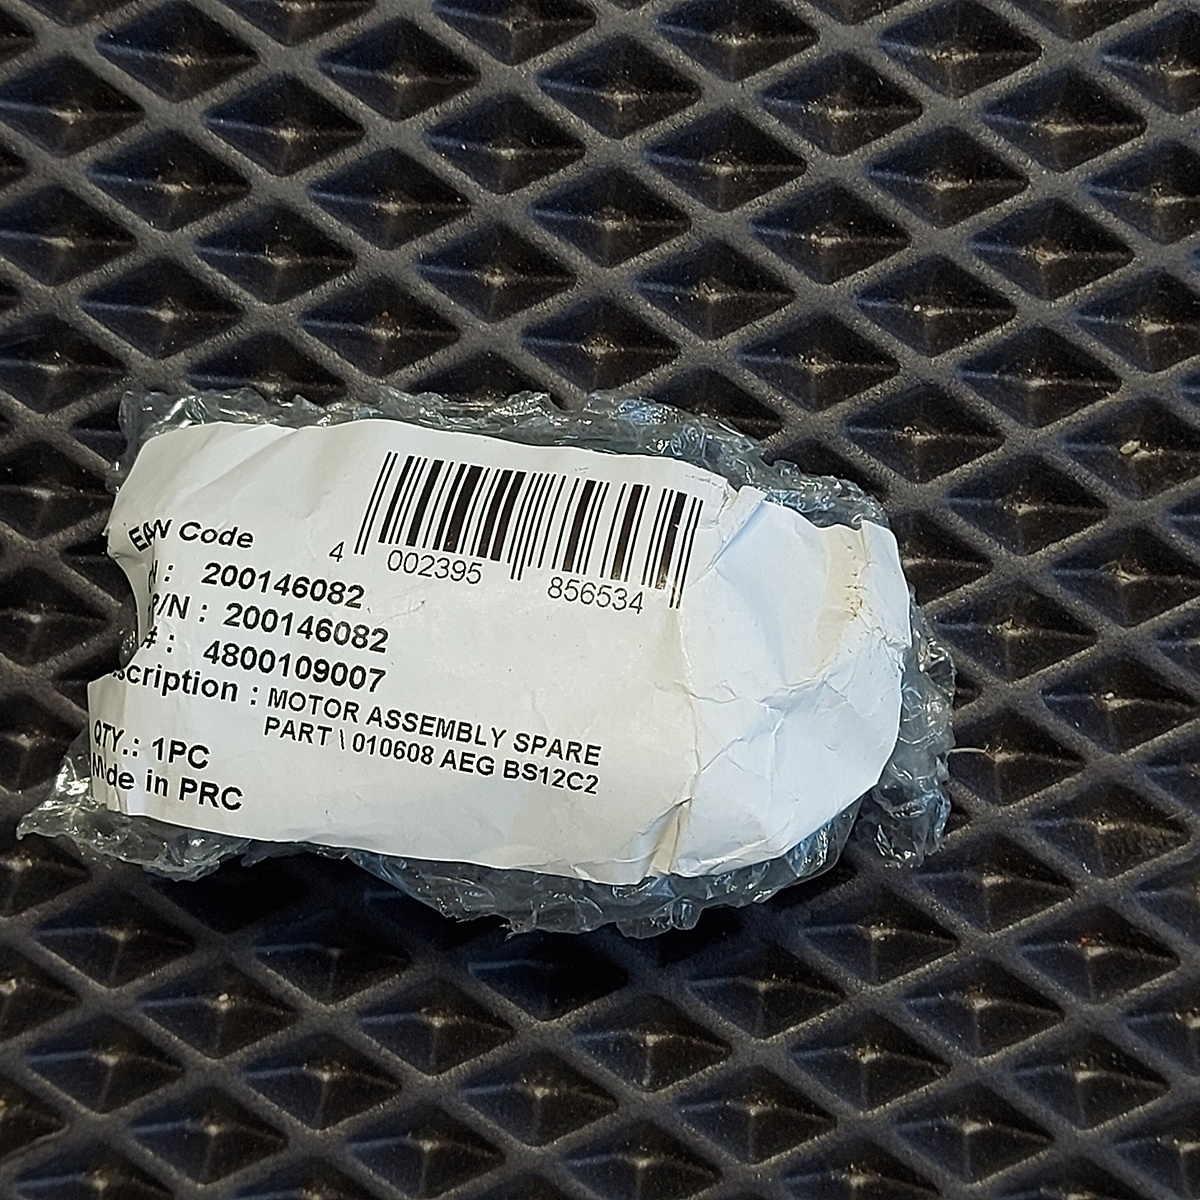 EAN Code
4 002395 856534
: 200146082
P/N : 200146082
# : 4800109007
scription : MOTOR ASSEMBLY SPARE
PART \ 010608 AEG BS12C2
QTY.: 1PC
Made in PRC